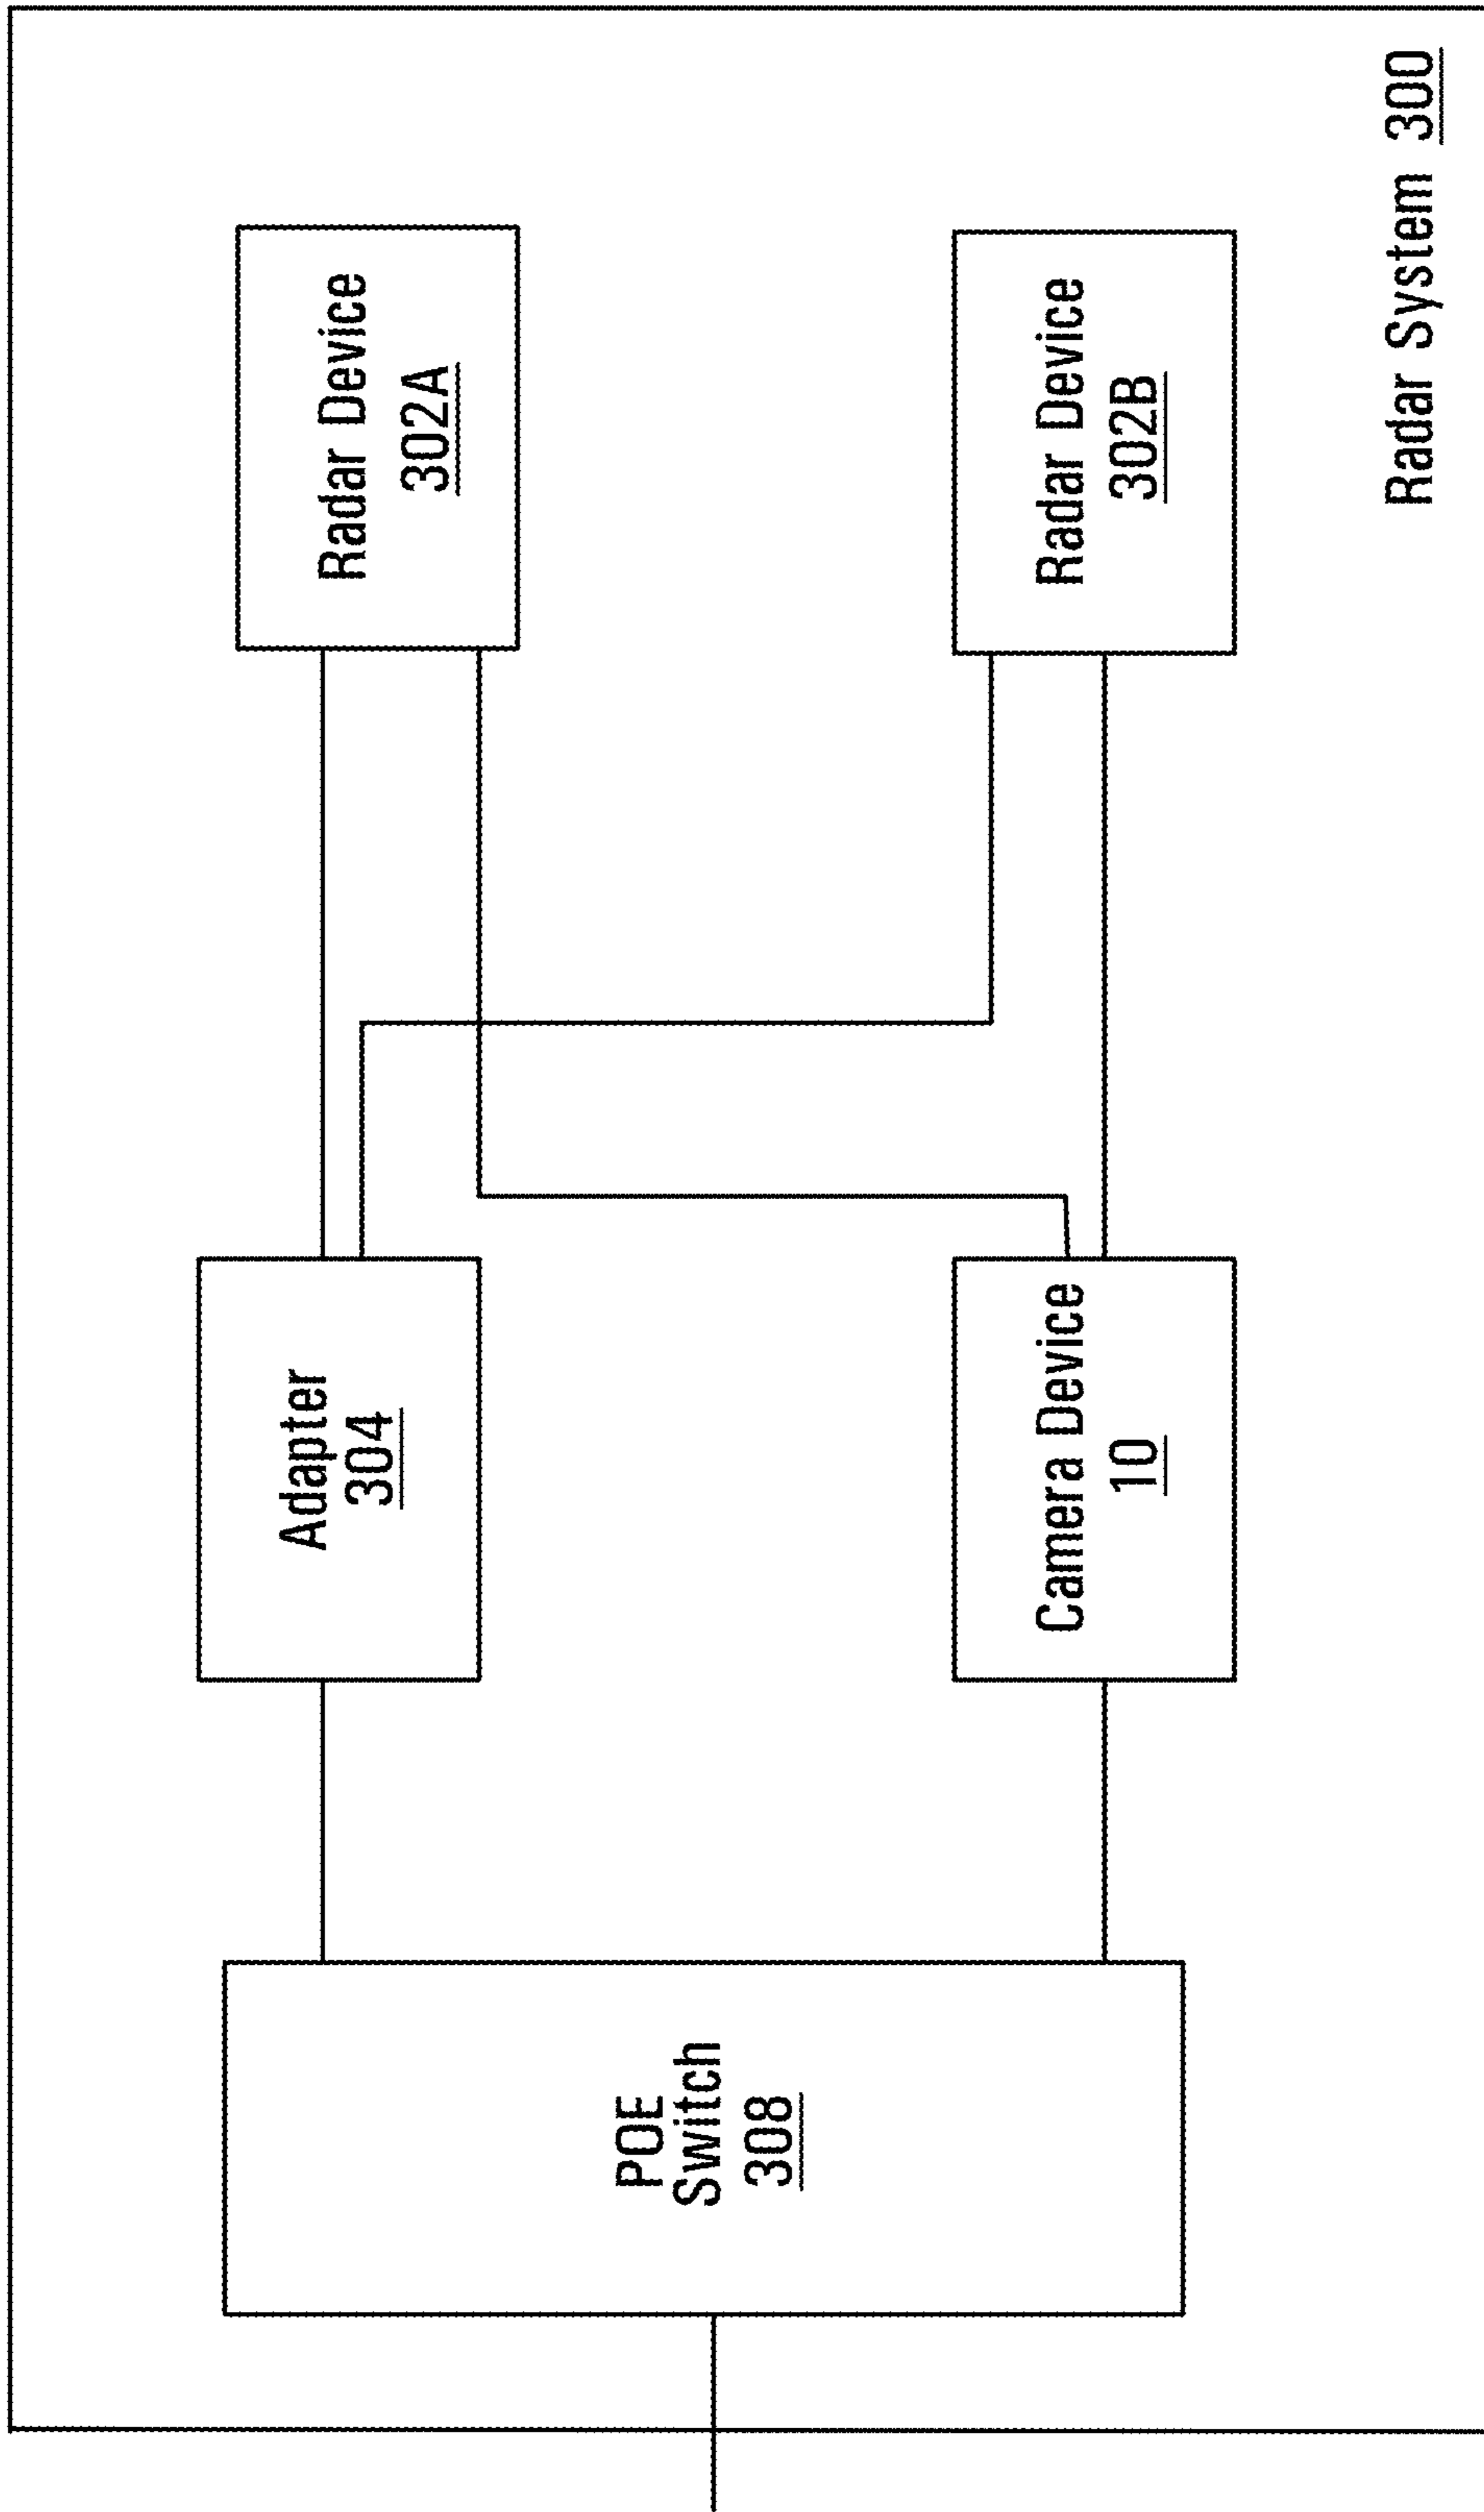 POE
Switch
308
Adapter
304
Radar Device
302A
Camera Device
10
Radar Device
302B
Radar System 300